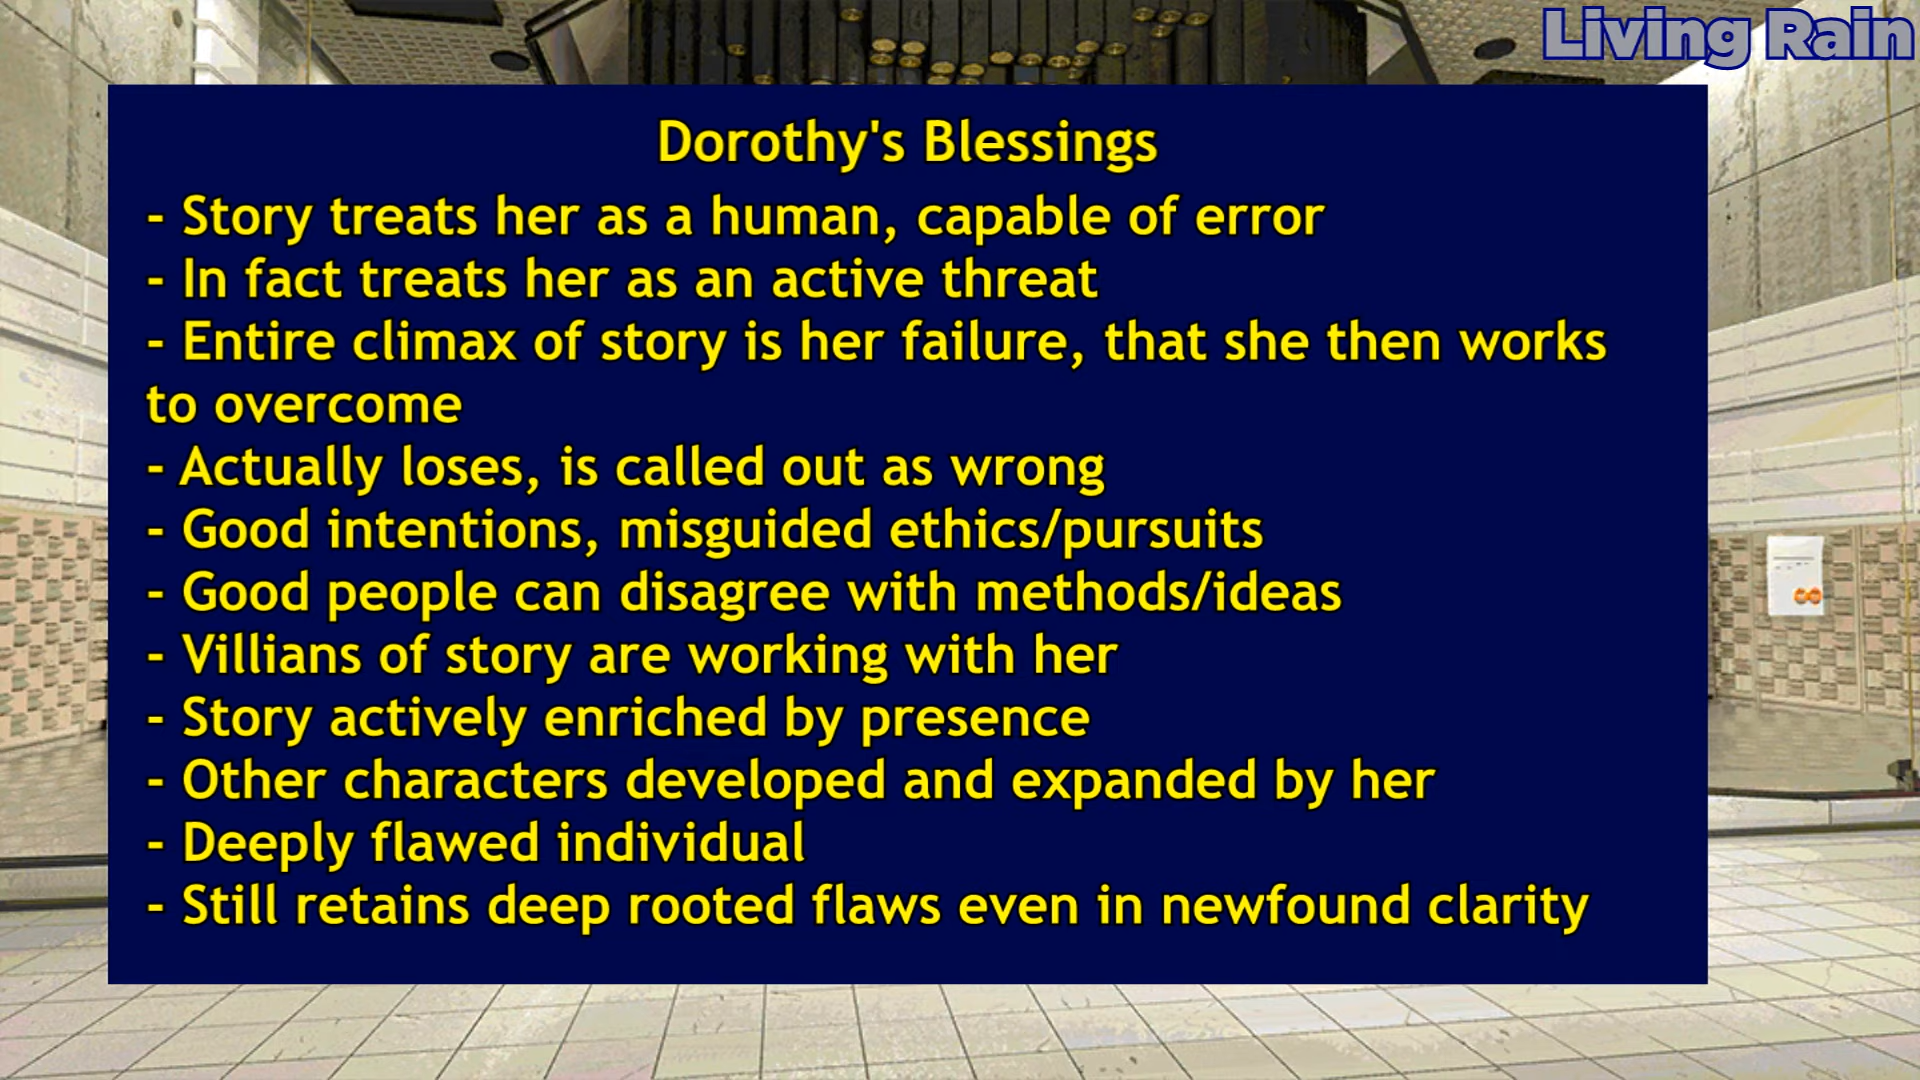 Living Rain
Dorothy's Blessings
- Story treats her as a human, capable of error
- In fact treats her as an active threat
- Entire climax of story is her failure, that she then works
to overcome
- Actually loses, is called out as wrong
- Good intentions, misguided ethics/pursuits
- Good people can disagree with methods/ideas
- Villians of story are working with her
- Story actively enriched by presence
- Other characters developed and expanded by her
- Deeply flawed individual
- Still retains deep rooted flaws even in newfound clarity